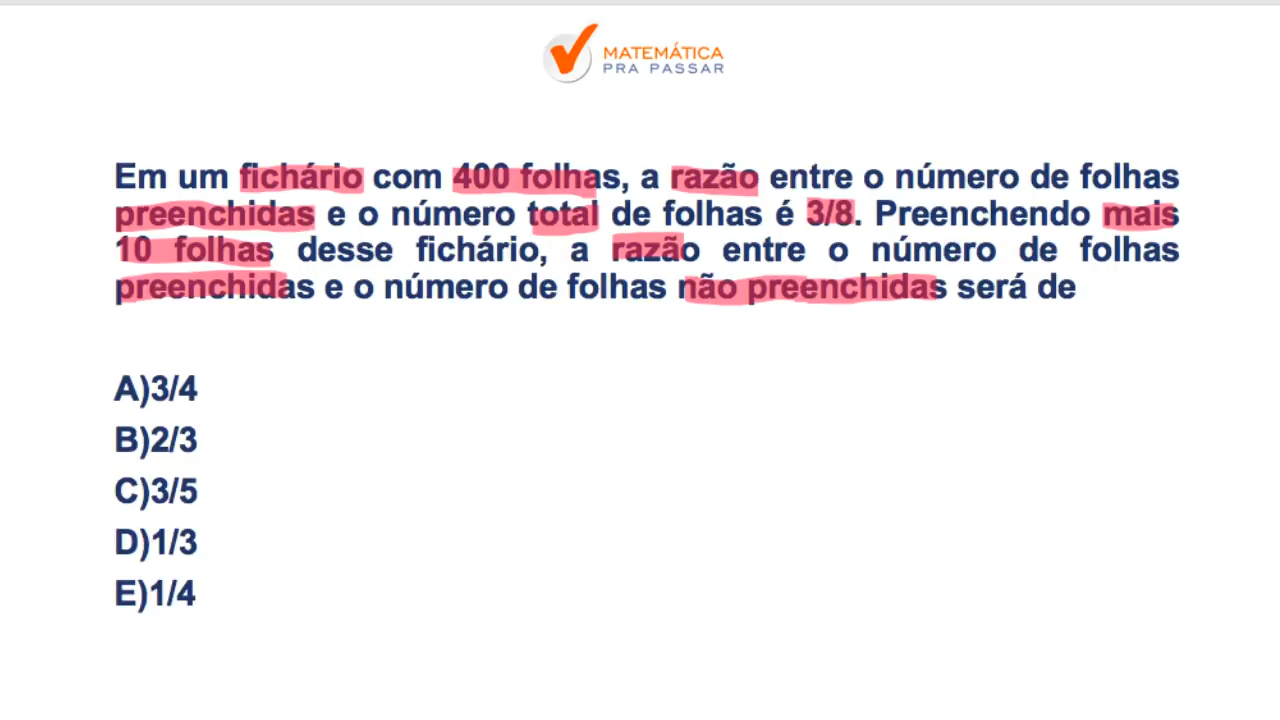 MATEMÁTICA
PRA PASSAR
Em um fichário com 400 folhas, a razão entre o número de folhas
preenchidas e o número total de folhas é 3/8. Preenchendo mais
10 folhas desse fichário, a razão entre o número de folhas
preenchidas e o número de folhas não preenchidas será de
A)3/4
B)2/3
C)3/5
D)1/3
E)1/4